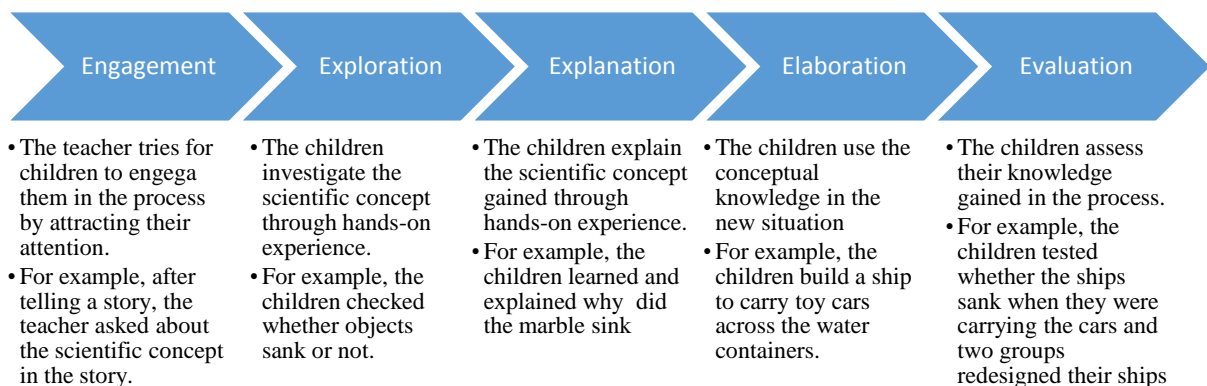 Engagement
Exploration
Explanation
Elaboration
Evaluation
• The teacher tries for
children to engega
them in the process
by attracting their
attention.
• For example, after
telling a story, the
teacher asked about
the scientific concept
in the story.
• The children
investigate the
scientific concept
through hands-on
experience.
• For example, the
children checked
whether objects
sank or not.
• The children explain
the scientific concept
gained through
hands-on experience.
• For example, the
children learned and
explained why did
the marble sink
• The children use the
conceptual
knowledge in the
new situation
• For example, the
children build a ship
to carry toy cars
across the water
containers.
• The children assess
their knowledge
gained in the process.
• For example, the
children tested
whether the ships
sank when they were
carrying the cars and
two groups
redesigned their ships